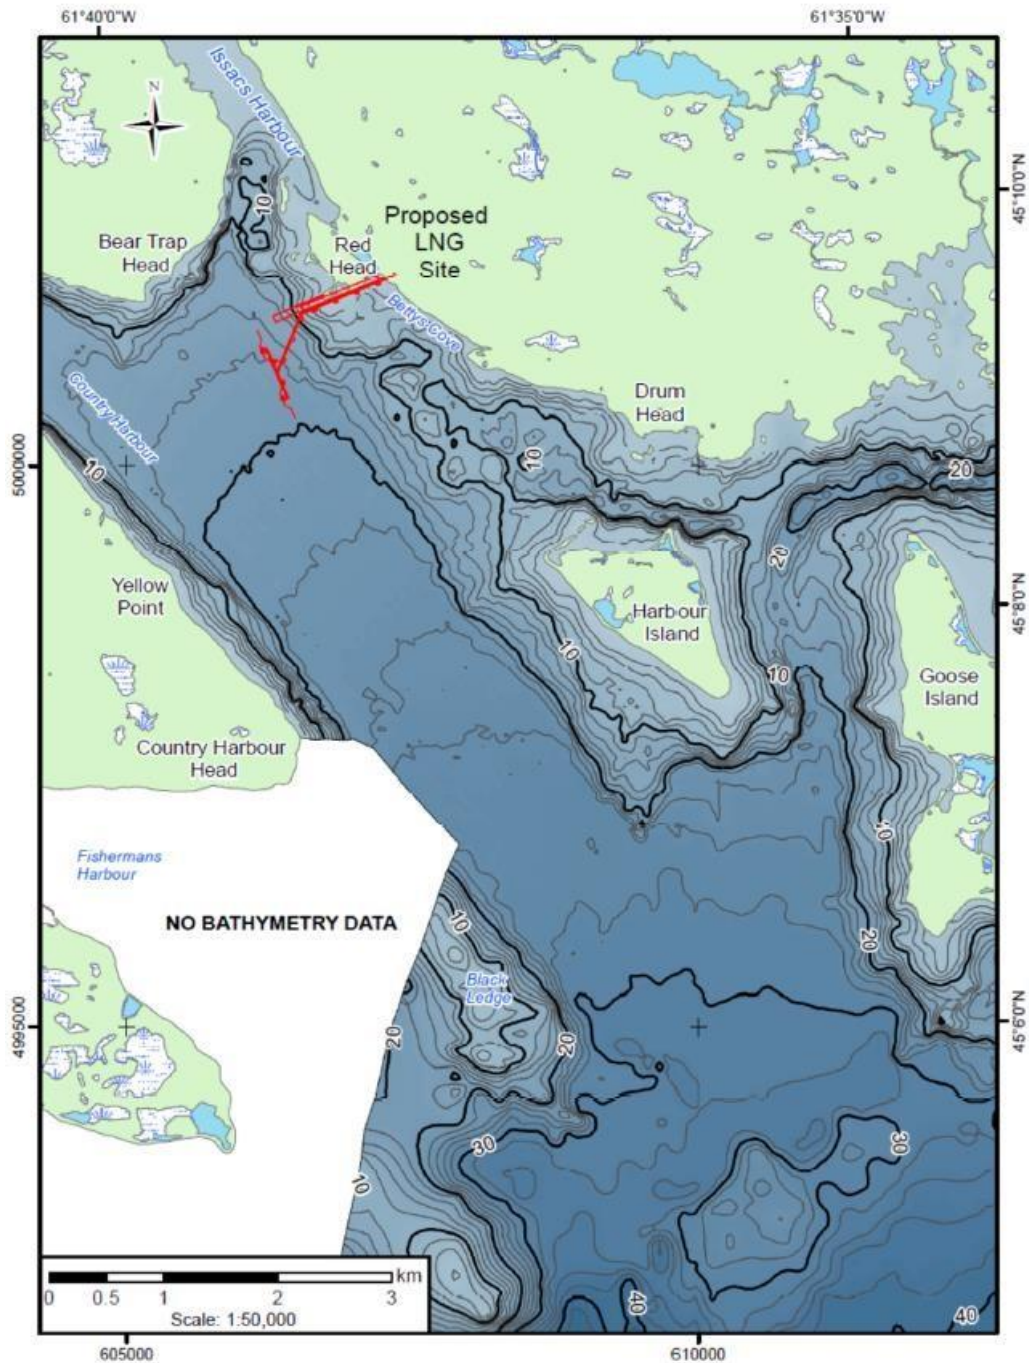 61°40'0"W
61°35'0"W
N
Issacs Harbour
45°10'0"N
10
Proposed
LNG
Site
Bear Trap
Head
Red
Head
Bettys Cove
Country Harbour
Drum
Head
5000000
10
10
20
20
Yellow
Point
Harbour
Island
45°8'0"N
10
10
Goose
Island
Country Harbour
Head
10
Fishermans
Harbour
NO BATHYMETRY DATA
10
20
Black
Ledge
4995000
20
20
45°6'0"N
30
30
10
40
40
km
0 0.5 1 2 3
Scale: 1:50,000
605000
610000